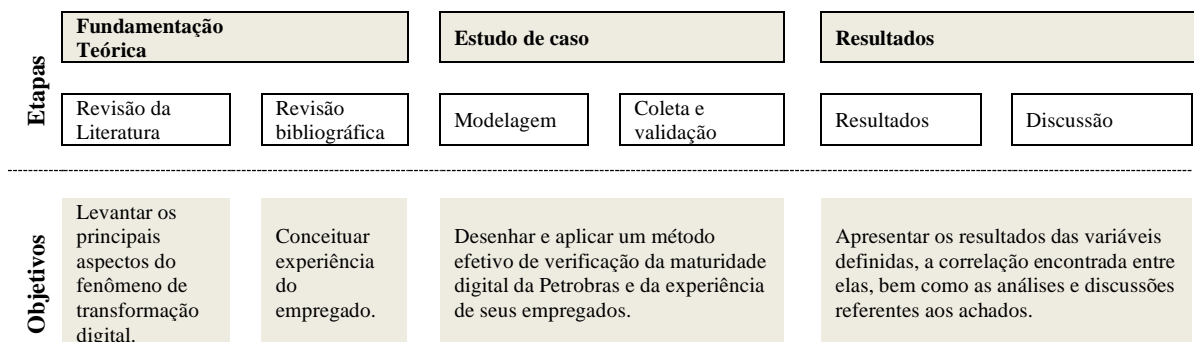 Etapas
Fundamentação
Teórica
Estudo de caso
Resultados
Revisão da
Literatura
Revisão
bibliográfica
Modelagem
Coleta e
validação
Resultados
Discussão
Objetivos
Levantar os
principais
aspectos do
fenômeno de
transformação
digital.
Conceituar
experiência
do
empregado.
Desenhar e aplicar um método
efetivo de verificação da maturidade
digital da Petrobras e da experiência
de seus empregados.
Apresentar os resultados das variáveis
definidas, a correlação encontrada entre
elas, bem como as análises e discussões
referentes aos achados.